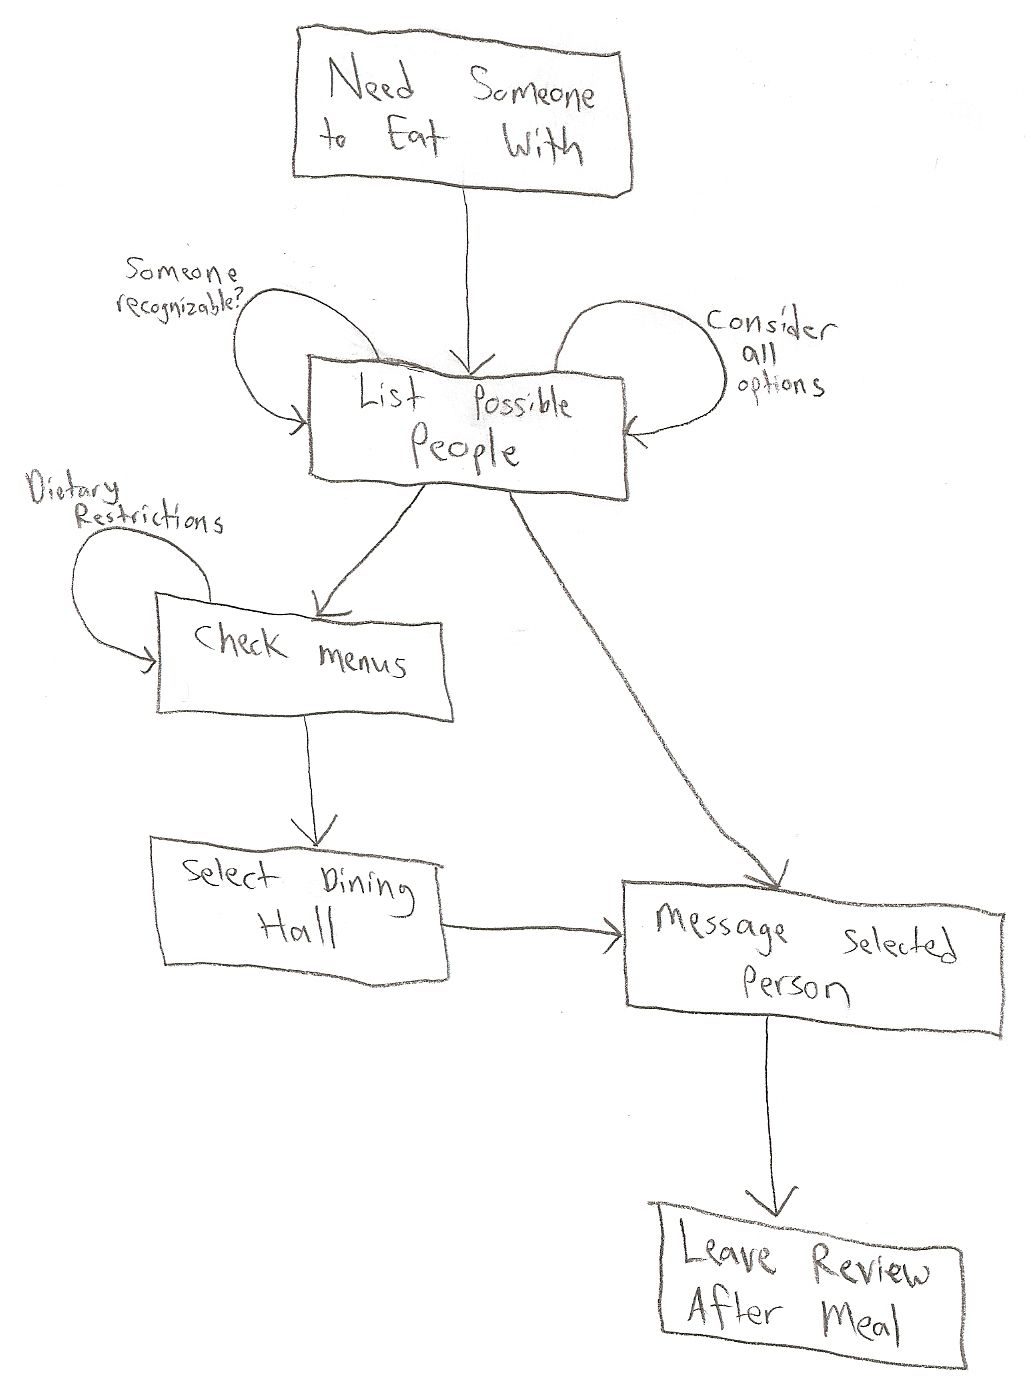 Need Someone
to Eat With
Someone
recognizable?
Consider
all
options
List Possible
People
Dietary
Restrictions
Check menus
Select Dining
Hall
Message Selected
Person
Leave Review
After Meal